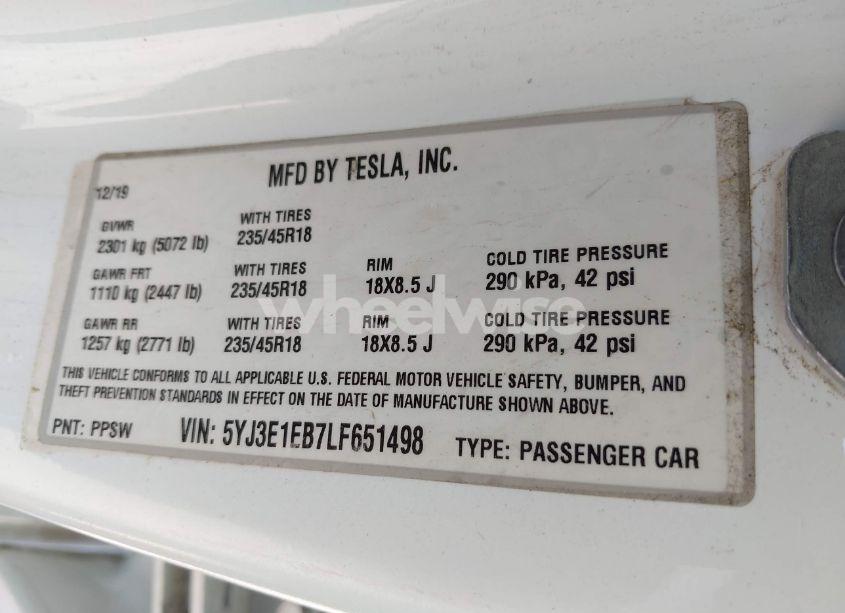 MFD BY TESLA, INC.
12/19
GVWR WITH TIRES
2301 kg (5072 lb) 235/45R18
GAWR FRT WITH TIRES RIM COLD TIRE PRESSURE
1110 kg (2447 lb) 235/45R18 18X8.5 J 290 kPa, 42 psi
GAWR RR WITH TIRES RIM COLD TIRE PRESSURE
1257 kg (2771 lb) 235/45R18 18X8.5 J 290 kPa, 42 psi
THIS VEHICLE CONFORMS TO ALL APPLICABLE U.S. FEDERAL MOTOR VEHICLE SAFETY, BUMPER, AND
THEFT PREVENTION STANDARDS IN EFFECT ON THE DATE OF MANUFACTURE SHOWN ABOVE.
PNT: PPSW VIN: 5YJ3E1EB7LF651498 TYPE: PASSENGER CAR
wheelwise